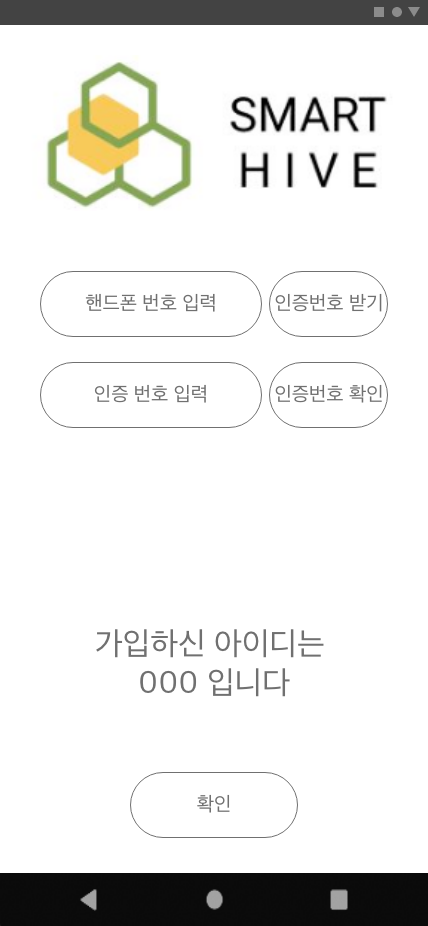 SMART
HIVE
핸드폰 번호 입력
인증번호 받기
인증 번호 입력
인증번호 확인
가입하신 아이디는
000 입니다
확인